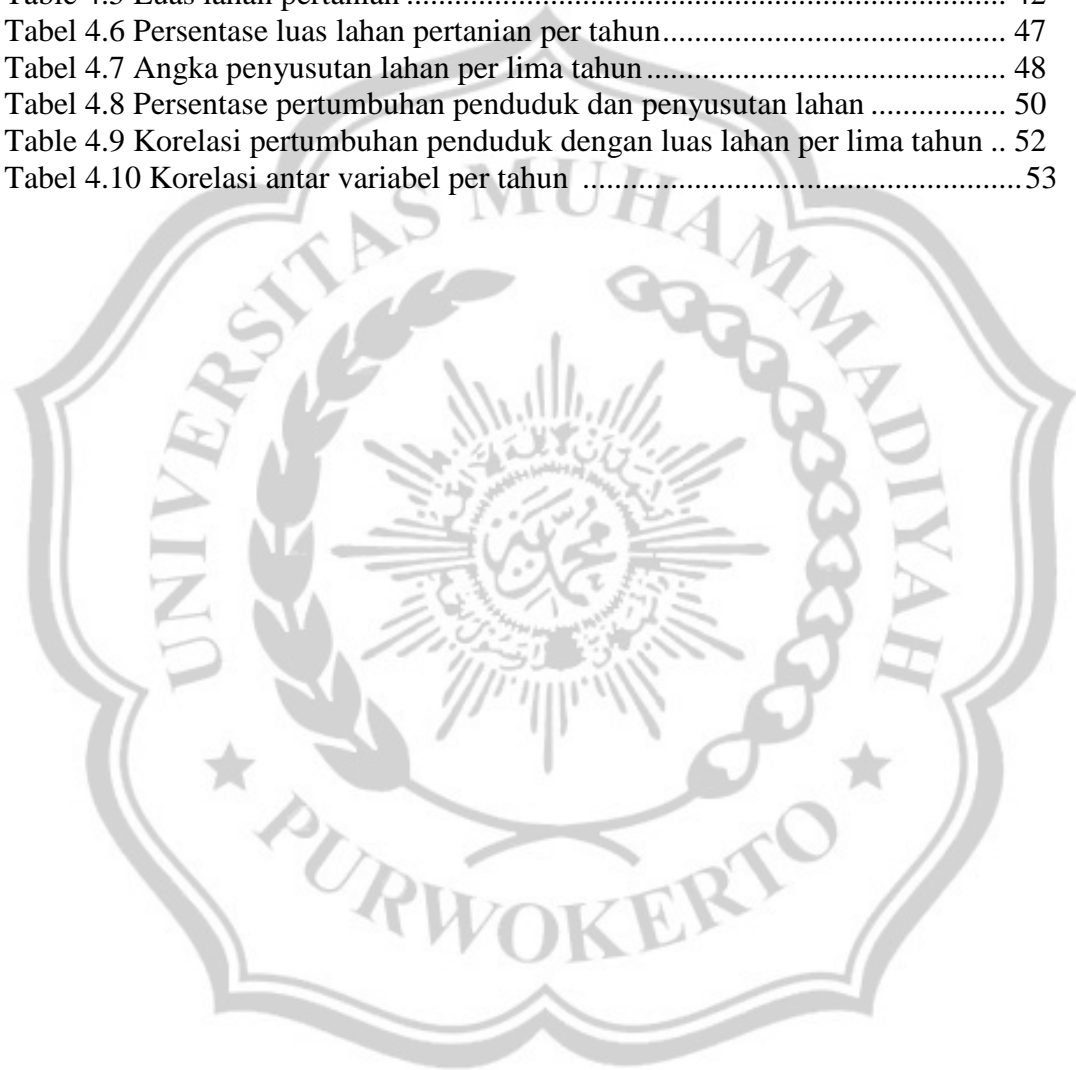 Tabel 4.6 Persentase luas lahan pertanian per tahun.................................... 47
Tabel 4.7 Angka penyusutan lahan per lima tahun...................................... 48
Tabel 4.8 Persentase pertumbuhan penduduk dan penyusutan lahan ............... 50
Table 4.9 Korelasi pertumbuhan penduduk dengan luas lahan per lima tahun .. 52
Tabel 4.10 Korelasi antar variabel per tahun ................................................53
UNIVERSITAS MUHAMMADIYAH
PURWOKERTO